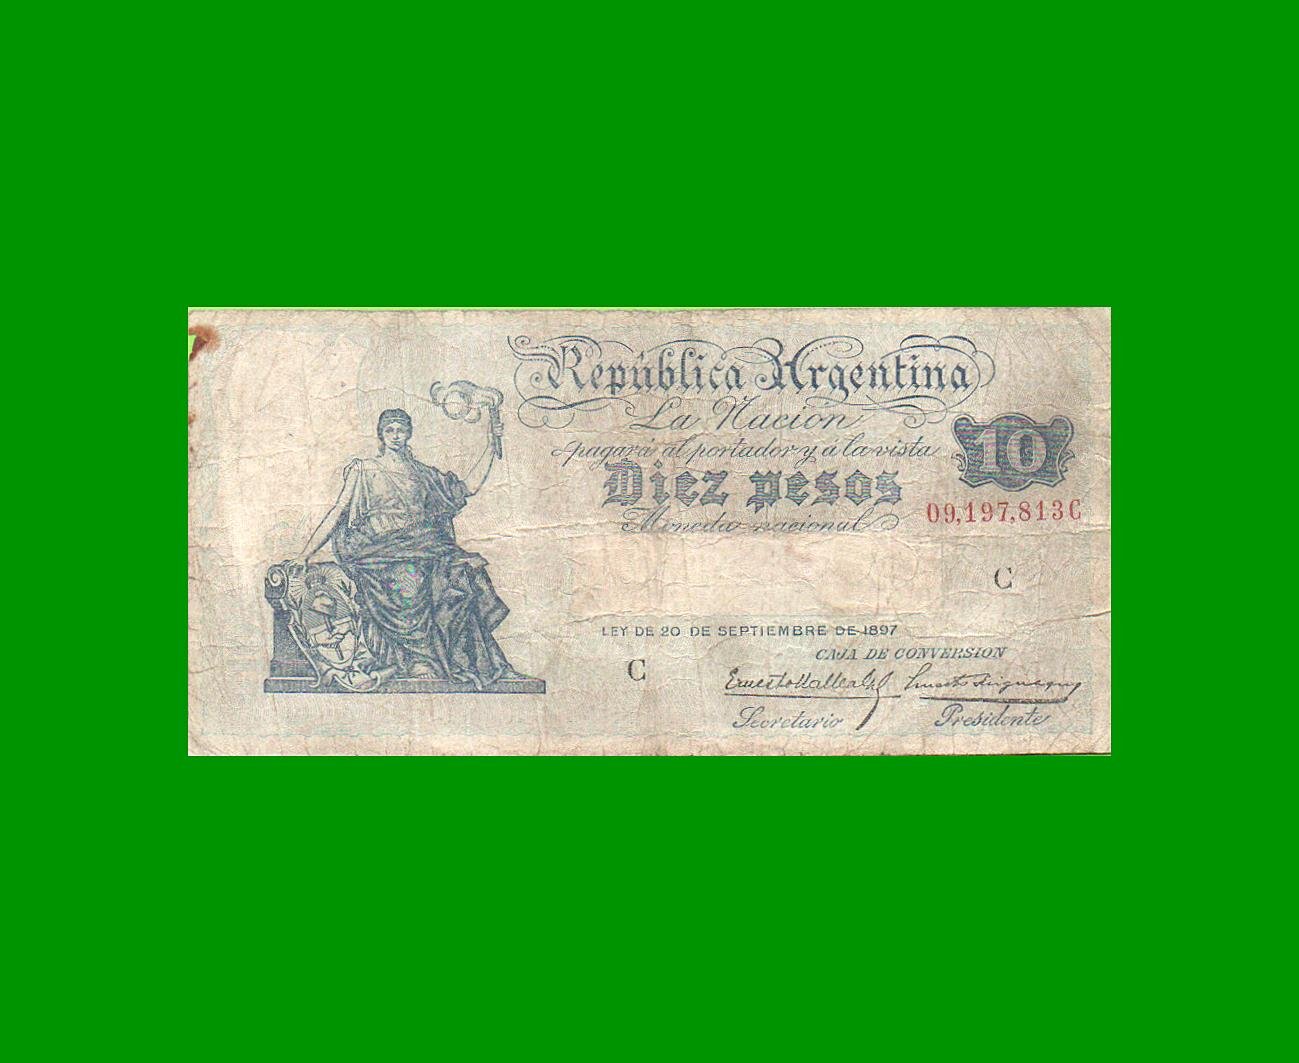 República Argentina
La Nación
pagará al portador y á la vista
Diez pesos
Moneda nacional
10
09,197,813C
C
LEY DE 20 DE SEPTIEMBRE DE 1897
CAJA DE CONVERSION
C
Secretario
Presidente